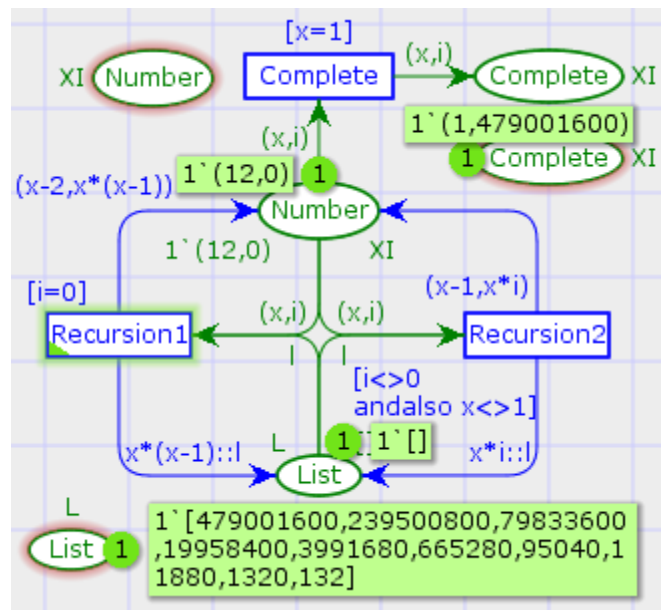 [x=1]
XI Number
Complete
(x,i)
Complete XI
1`(1,479001600)
(x,i)
1 Complete XI
(x-2,x*(x-1))
1`(12,0) 1
Number
1`(12,0)
XI
[i=0]
(x-1,x*i)
(x,i) (x,i)
Recursion1
Recursion2
l l
[i<>0
andalso x<>1]
L 1 1`[]
x*(x-1)::l
List
x*i::l
L
List 1
1`[479001600,239500800,79833600
,19958400,3991680,665280,95040,1
1880,1320,132]